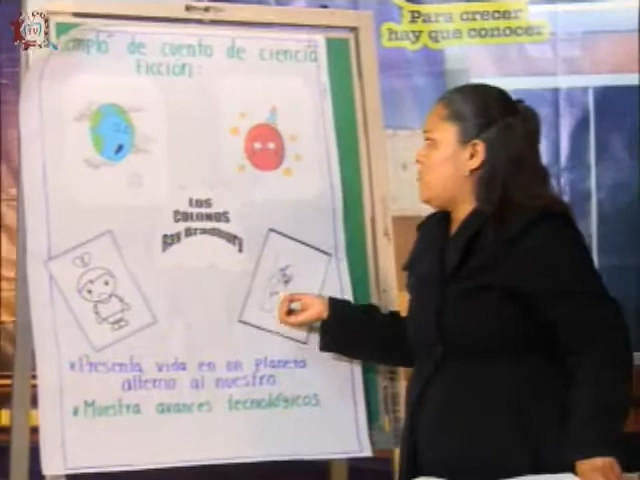 Para crecer
hay que conocer
Ejemplo de cuento de ciencia
Ficción:
Los
Colonos
Ray Bradbury
*Presenta vida en un planeta
alterno al nuestro
*Muestra avances tecnológicos